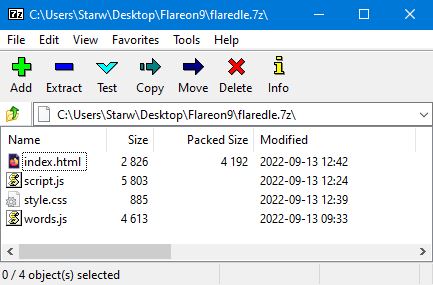 C:\Users\Starw\Desktop\Flareon9\flaredle.7z\
File Edit View Favorites Tools Help
Add Extract Test Copy Move Delete Info
C:\Users\Starw\Desktop\Flareon9\flaredle.7z\
Name Size Packed Size Modified
index.html 2 826 4 192 2022-09-13 12:42
script.js 5 803 2022-09-13 12:24
style.css 885 2022-09-13 12:39
words.js 4 613 2022-09-13 09:33
0 / 4 object(s) selected